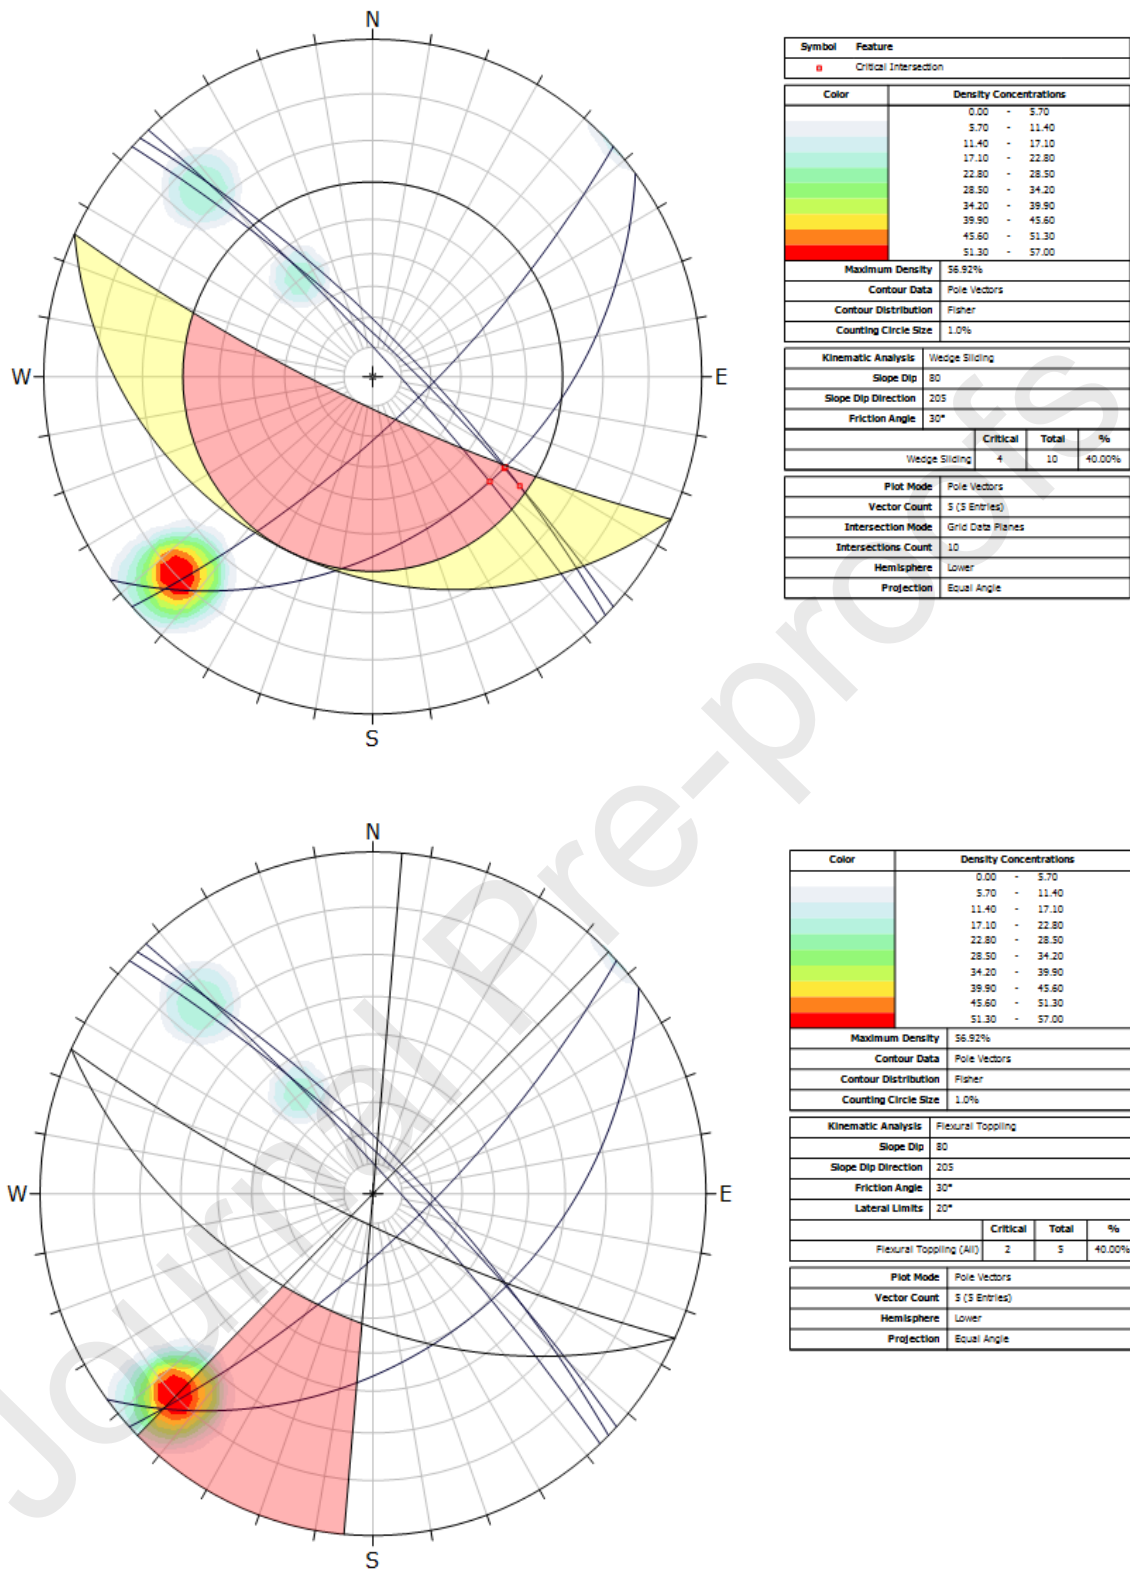 N
W
E
S
Symbol Feature
Critical Intersection
Color Density Concentrations
0.00 - 5.70
5.70 - 11.40
11.40 - 17.10
17.10 - 22.80
22.80 - 28.50
28.50 - 34.20
34.20 - 39.90
39.90 - 45.60
45.60 - 51.30
51.30 - 57.00
Maximum Density 56.92%
Contour Data Pole Vectors
Contour Distribution Fisher
Counting Circle Size 1.0%
Kinematic Analysis Wedge Sliding
Slope Dip 80
Slope Dip Direction 205
Friction Angle 30°
Critical Total %
Wedge Sliding 4 10 40.00%
Plot Mode Pole Vectors
Vector Count 5 (5 Entries)
Intersection Mode Grid Data Planes
Intersections Count 10
Hemisphere Lower
Projection Equal Angle
N
W
E
S
Color Density Concentrations
0.00 - 5.70
5.70 - 11.40
11.40 - 17.10
17.10 - 22.80
22.80 - 28.50
28.50 - 34.20
34.20 - 39.90
39.90 - 45.60
45.60 - 51.30
51.30 - 57.00
Maximum Density 56.92%
Contour Data Pole Vectors
Contour Distribution Fisher
Counting Circle Size 1.0%
Kinematic Analysis Flexural Toppling
Slope Dip 80
Slope Dip Direction 205
Friction Angle 30°
Lateral Limits 20°
Critical Total %
Flexural Toppling (All) 2 5 40.00%
Plot Mode Pole Vectors
Vector Count 5 (5 Entries)
Hemisphere Lower
Projection Equal Angle
Journal Pre-proofs